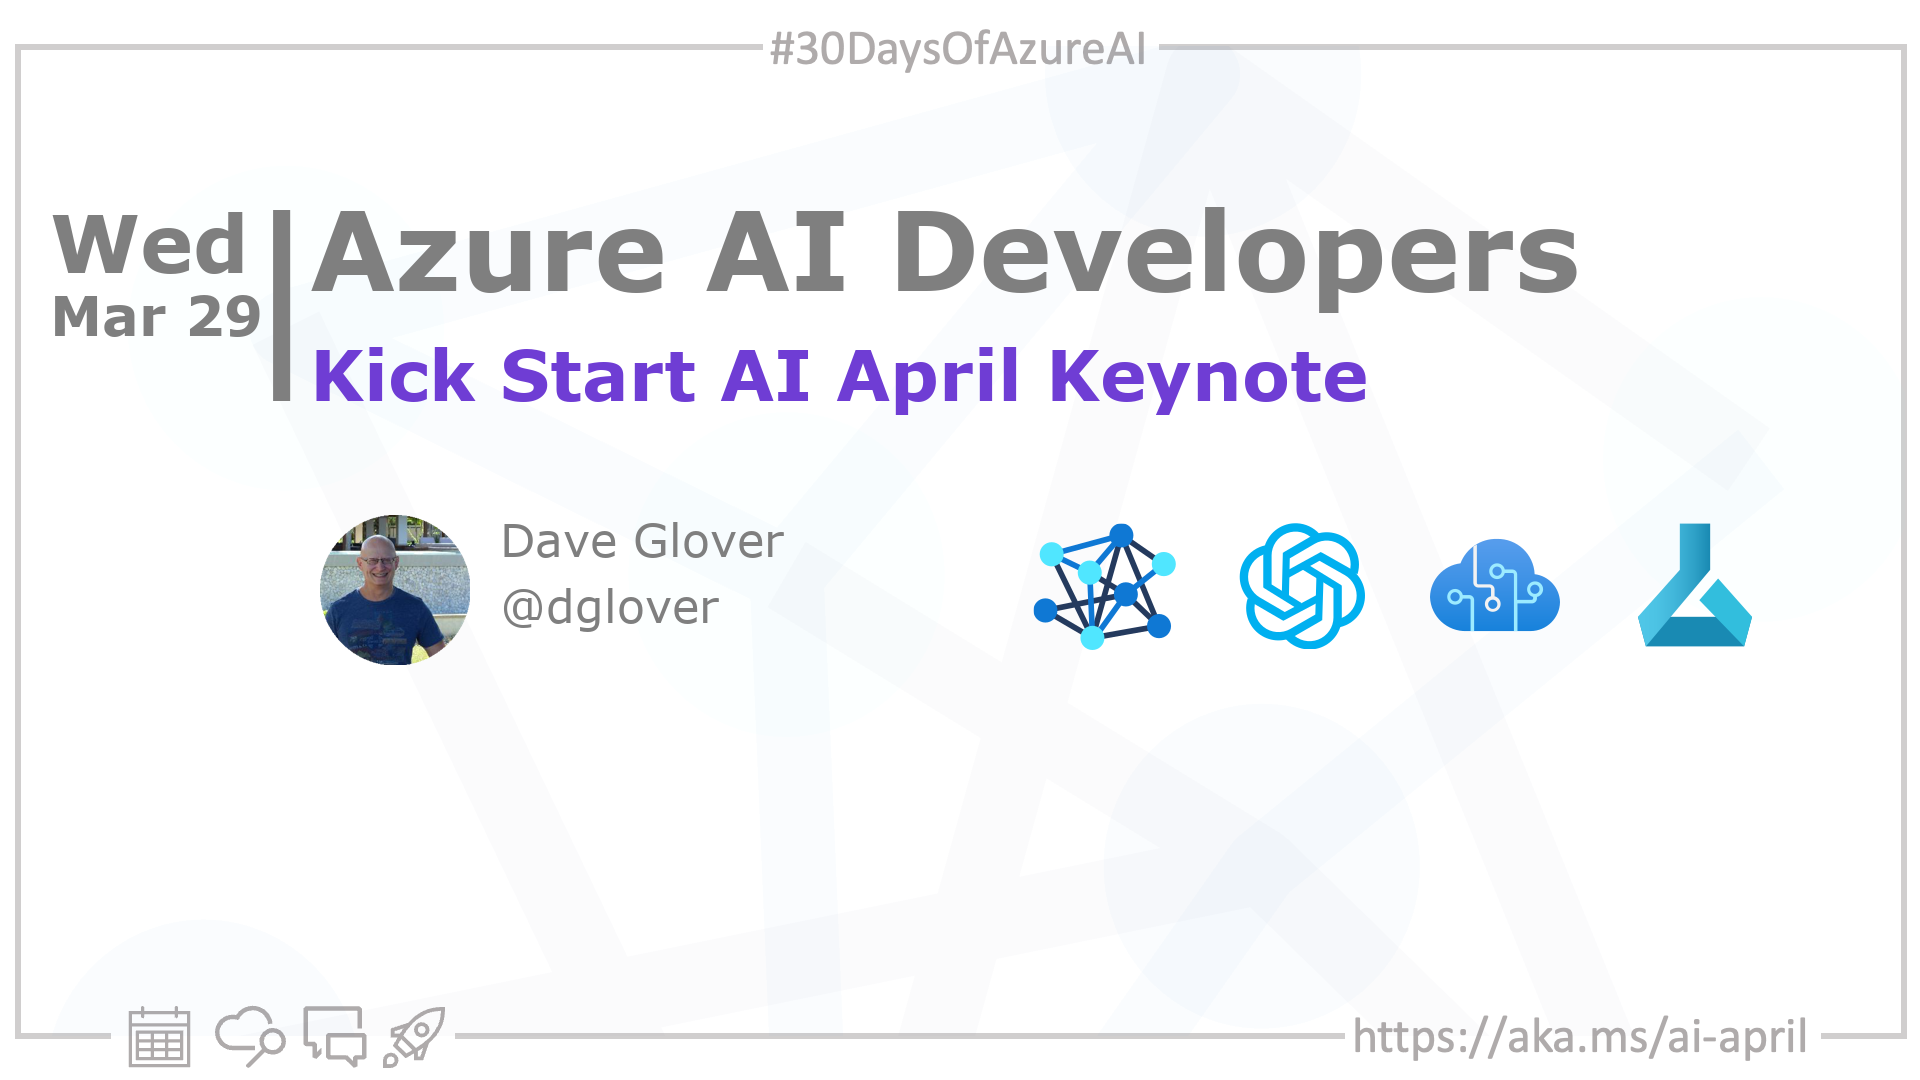 #30DaysOfAzureAI
Wed
Mar 29
Azure AI Developers
Kick Start AI April Keynote
Dave Glover
@dglover
https://aka.ms/ai-april